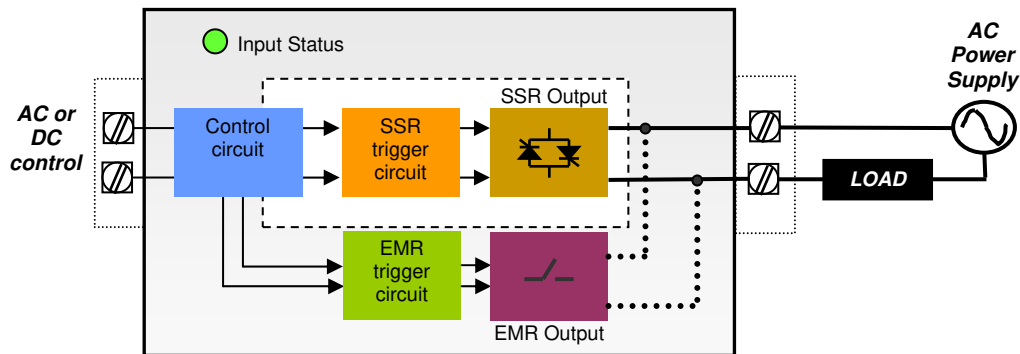 Input Status
AC or
DC
control
Control
circuit
SSR
trigger
circuit
SSR Output
EMR
trigger
circuit
EMR Output
AC
Power
Supply
LOAD